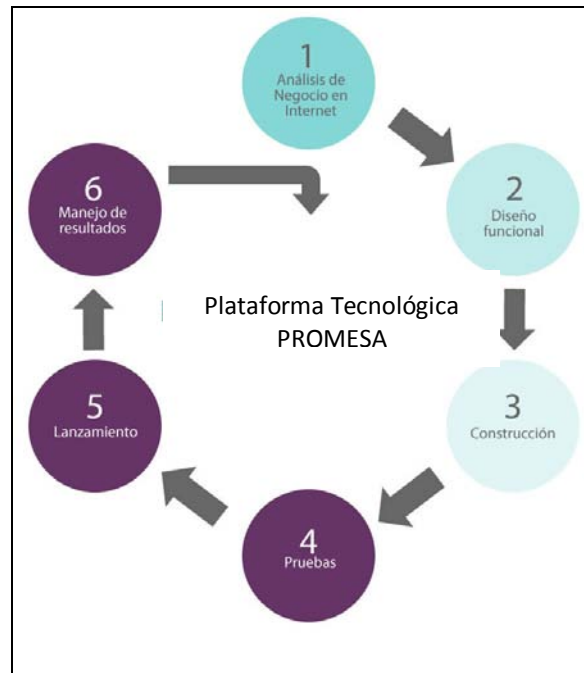 1
Análisis de
Negocio en
Internet
2
Diseño
funcional
3
Construcción
4
Pruebas
5
Lanzamiento
6
Manejo de
resultados
Plataforma Tecnológica
PROMESA